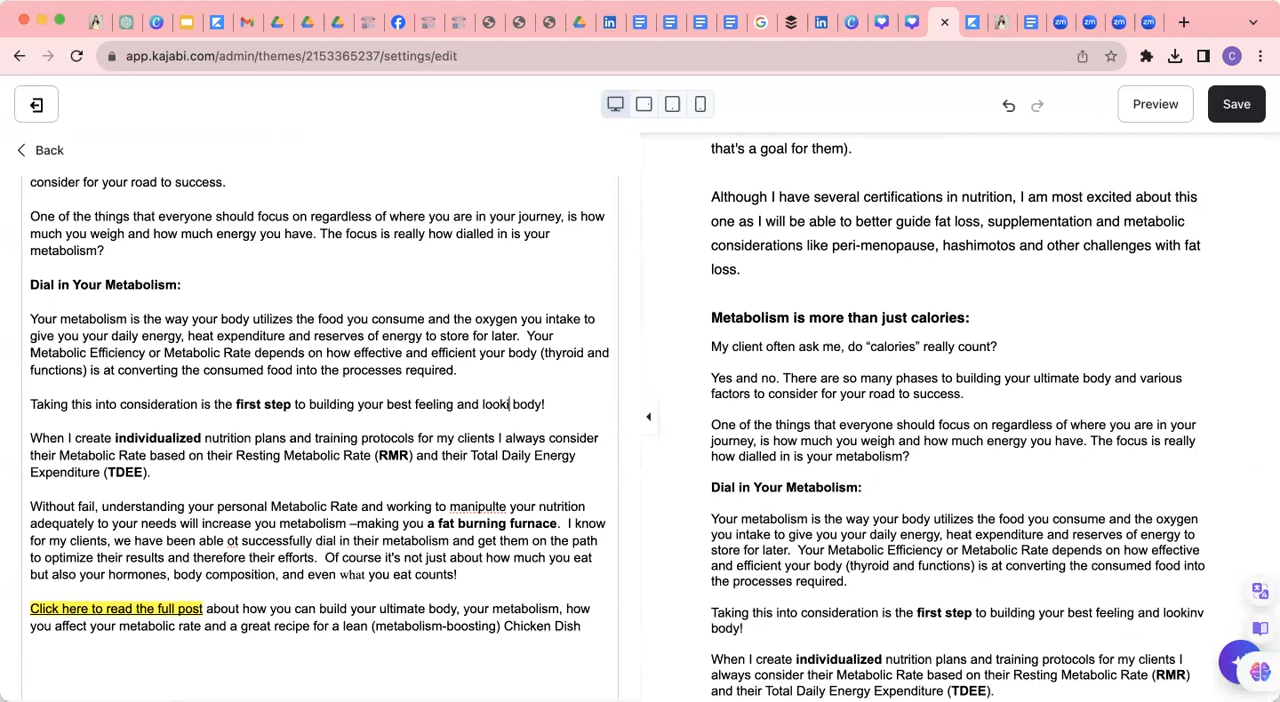 app.kajabi.com/admin/themes/2153365237/settings/edit
C
Preview
Save
Back
consider for your road to success.
One of the things that everyone should focus on regardless of where you are in your journey, is how
much you weigh and how much energy you have. The focus is really how dialled in is your
metabolism?
Dial in Your Metabolism:
Your metabolism is the way your body utilizes the food you consume and the oxygen you intake to
give you your daily energy, heat expenditure and reserves of energy to store for later.  Your
Metabolic Efficiency or Metabolic Rate depends on how effective and efficient your body (thyroid and
functions) is at converting the consumed food into the processes required.
Taking this into consideration is the first step to building your best feeling and looki body!
When I create individualized nutrition plans and training protocols for my clients I always consider
their Metabolic Rate based on their Resting Metabolic Rate (RMR) and their Total Daily Energy
Expenditure (TDEE).
Without fail, understanding your personal Metabolic Rate and working to manipulte your nutrition
adequately to your needs will increase you metabolism –making you a fat burning furnace.  I know
for my clients, we have been able ot successfully dial in their metabolism and get them on the path
to optimize their results and therefore their efforts.  Of course it's not just about how much you eat
but also your hormones, body composition, and even what you eat counts!
Click here to read the full post about how you can build your ultimate body, your metabolism, how
you affect your metabolic rate and a great recipe for a lean (metabolism-boosting) Chicken Dish
that's a goal for them).
Although I have several certifications in nutrition, I am most excited about this
one as I will be able to better guide fat loss, supplementation and metabolic
considerations like peri-menopause, hashimotos and other challenges with fat
loss.
Metabolism is more than just calories:
My client often ask me, do “calories” really count?
Yes and no. There are so many phases to building your ultimate body and various
factors to consider for your road to success.
One of the things that everyone should focus on regardless of where you are in your
journey, is how much you weigh and how much energy you have. The focus is really
how dialled in is your metabolism?
Dial in Your Metabolism:
Your metabolism is the way your body utilizes the food you consume and the oxygen
you intake to give you your daily energy, heat expenditure and reserves of energy to
store for later.  Your Metabolic Efficiency or Metabolic Rate depends on how effective
and efficient your body (thyroid and functions) is at converting the consumed food into
the processes required.
Taking this into consideration is the first step to building your best feeling and lookinv
body!
When I create individualized nutrition plans and training protocols for my clients I
always consider their Metabolic Rate based on their Resting Metabolic Rate (RMR)
and their Total Daily Energy Expenditure (TDEE).